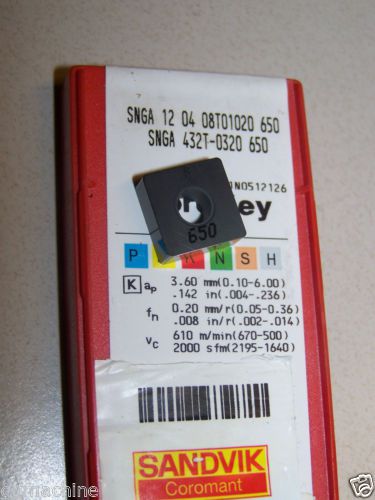 SNGA 12 04 08T01020 650
SNGA 432T-0320 650
N0512126
650
P K N S H
K ap 3.60 mm(0.10-6.00)
.142 in(.004-.236)
fn 0.20 mm/r(0.05-0.36)
.008 in/r(.002-.014)
vc 610 m/min(670-500)
2000 sfm(2195-1640)
SANDVIK
Coromant